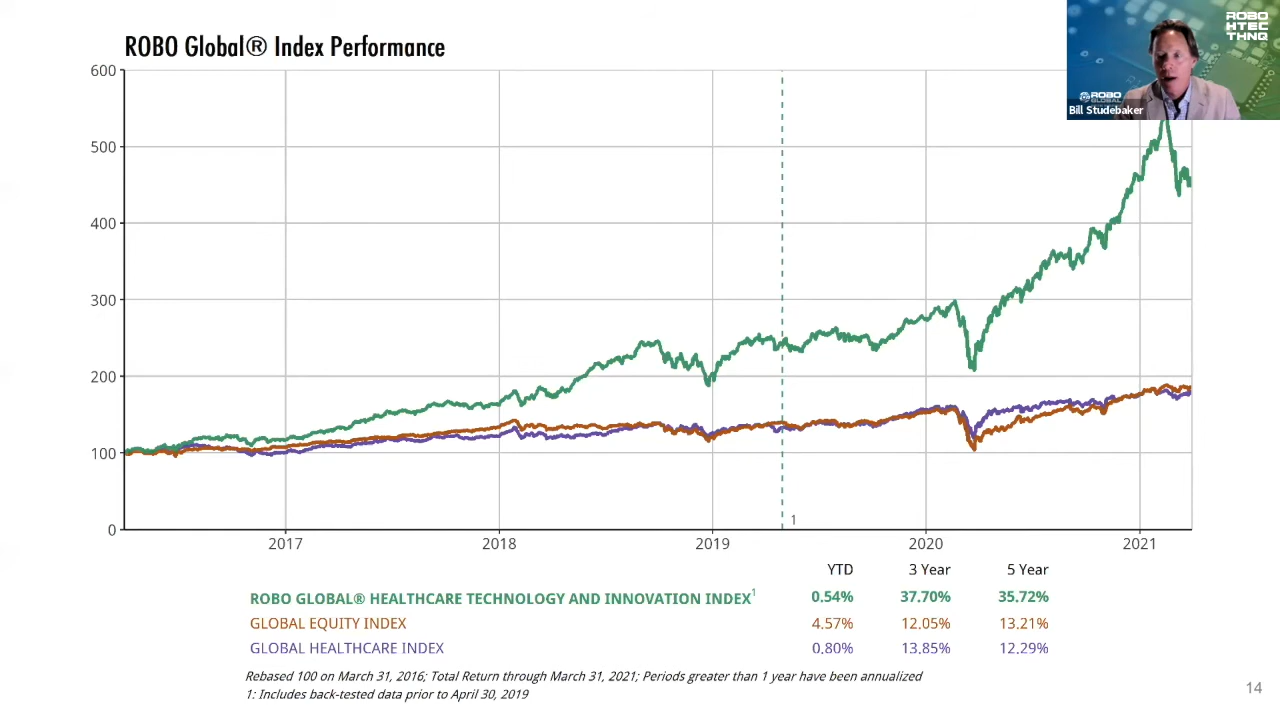 ROBO Global® Index Performance
ROBO
HTEC
THNQ
ROBO
GLOBAL
Bill Studebaker
600
500
400
300
200
100
0
1
2017 2018 2019 2020 2021
YTD 3 Year 5 Year
ROBO GLOBAL® HEALTHCARE TECHNOLOGY AND INNOVATION INDEX1 0.54% 37.70% 35.72%
GLOBAL EQUITY INDEX 4.57% 12.05% 13.21%
GLOBAL HEALTHCARE INDEX 0.80% 13.85% 12.29%
Rebased 100 on March 31, 2016; Total Return through March 31, 2021; Periods greater than 1 year have been annualized
1: Includes back-tested data prior to April 30, 2019
14